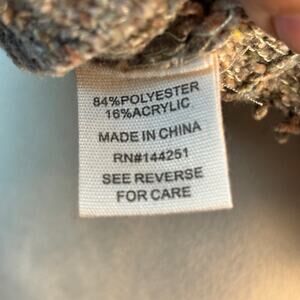 84%POLYESTER
16%ACRYLIC
MADE IN CHINA
RN#144251
SEE REVERSE
FOR CARE